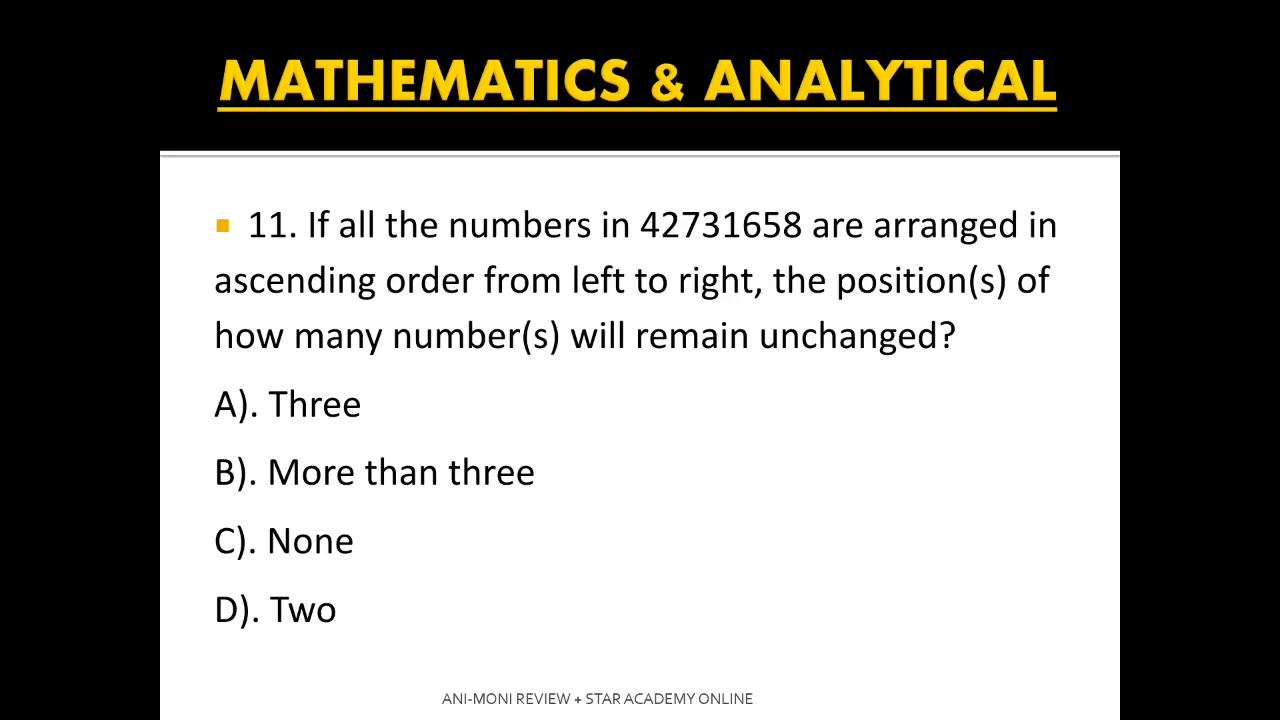 MATHEMATICS & ANALYTICAL
▪ 11. If all the numbers in 42731658 are arranged in
ascending order from left to right, the position(s) of
how many number(s) will remain unchanged?
A). Three
B). More than three
C). None
D). Two
ANI-MONI REVIEW + STAR ACADEMY ONLINE